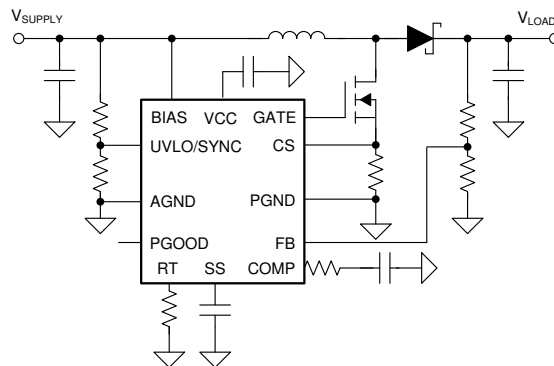 VSUPPLY
VLOAD
BIAS VCC GATE
UVLO/SYNC CS
AGND PGND
PGOOD FB
RT SS COMP